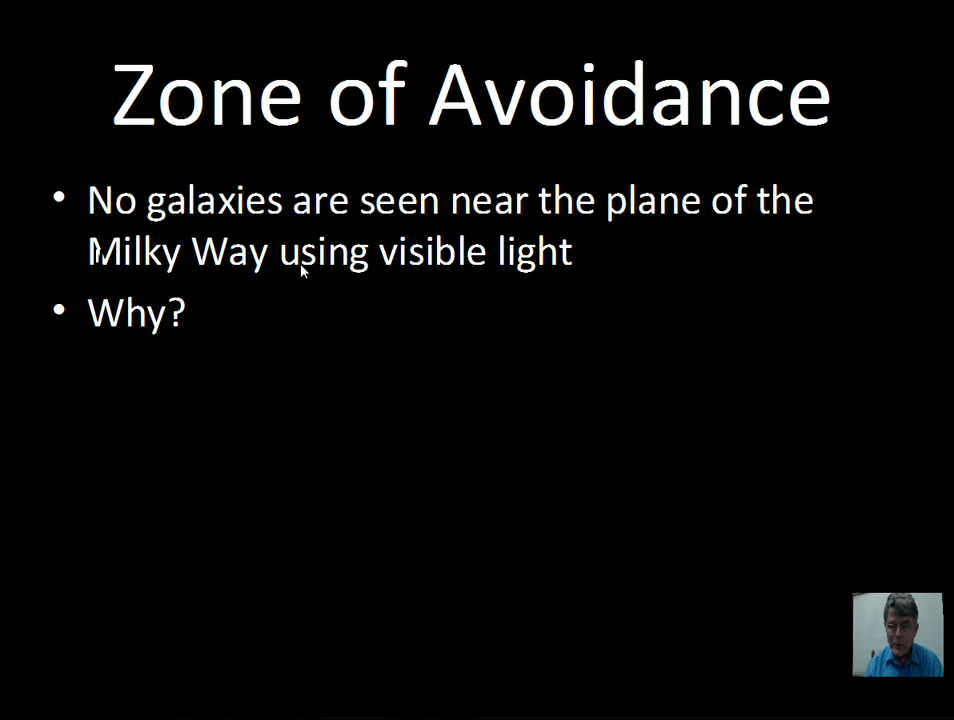 Zone of Avoidance
• No galaxies are seen near the plane of the
Milky Way using visible light
• Why?